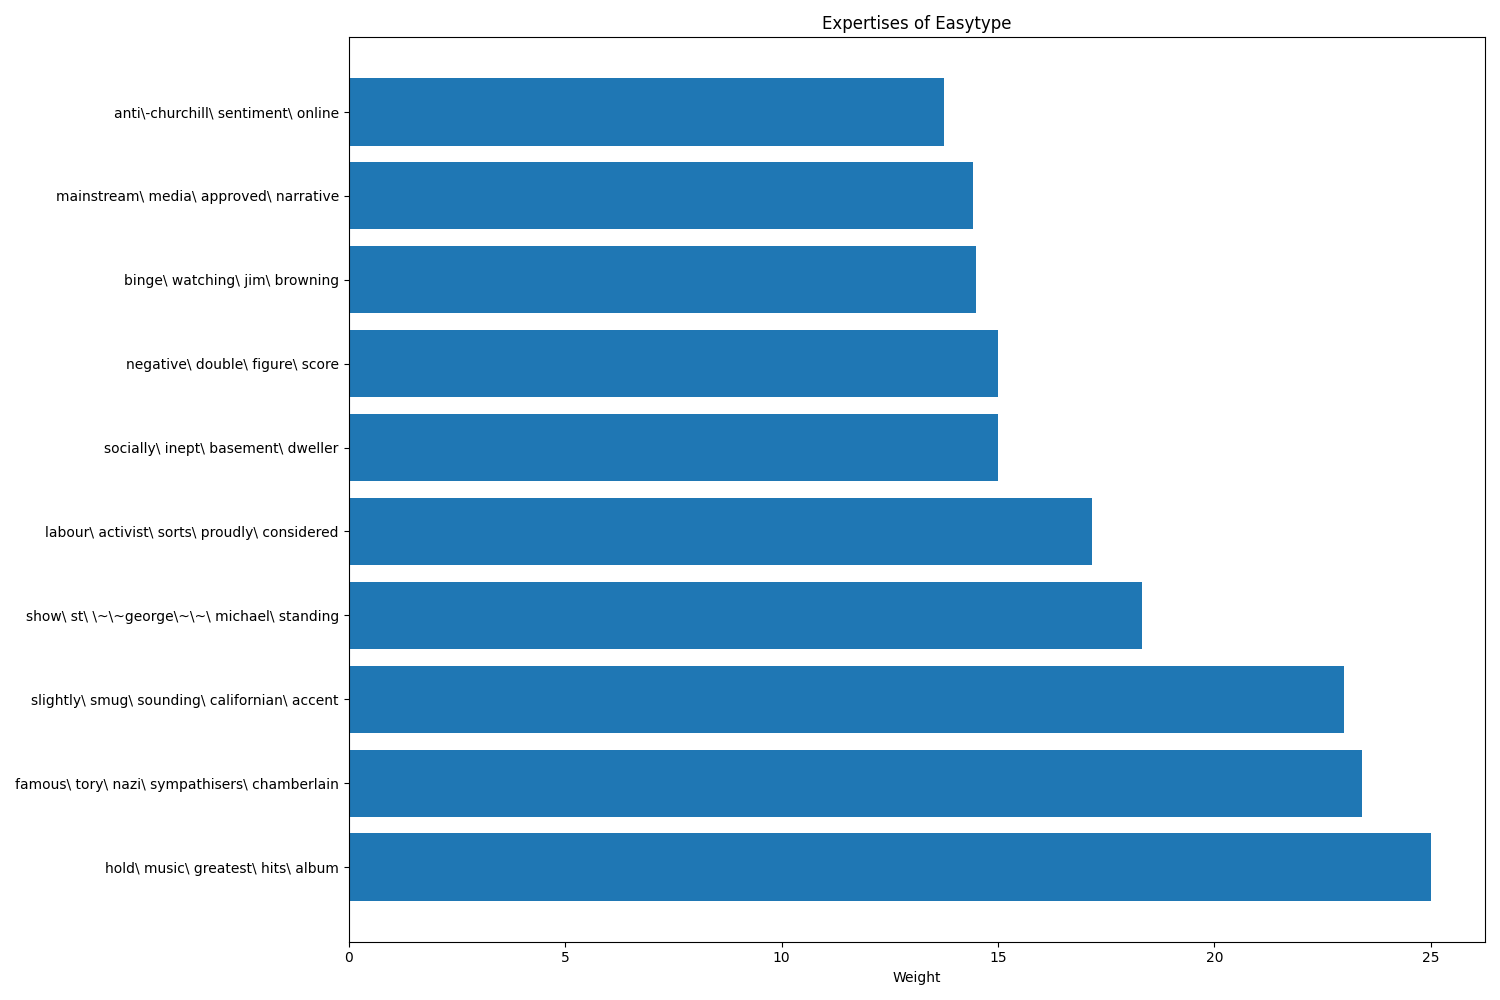 Expertises of Easytype
anti\-churchill\ sentiment\ online
mainstream\ media\ approved\ narrative
binge\ watching\ jim\ browning
negative\ double\ figure\ score
socially\ inept\ basement\ dweller
labour\ activist\ sorts\ proudly\ considered
show\ st\ \~\~george\~\~\ michael\ standing
slightly\ smug\ sounding\ californian\ accent
famous\ tory\ nazi\ sympathisers\ chamberlain
hold\ music\ greatest\ hits\ album
0 5 10 15 20 25
Weight